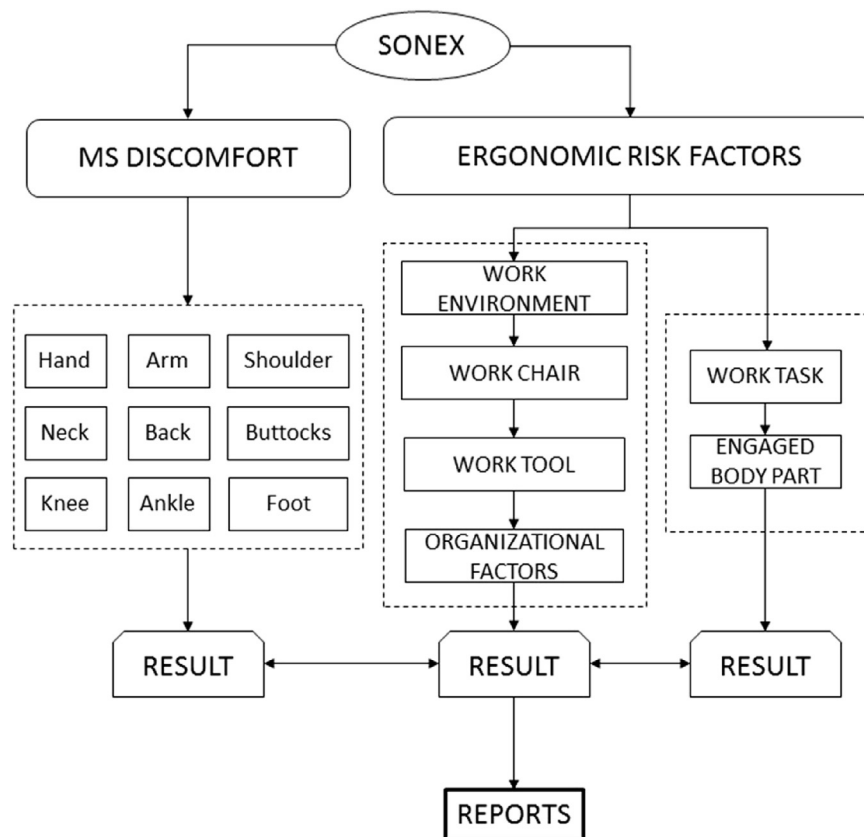 SONEX
MS DISCOMFORT
ERGONOMIC RISK FACTORS
Hand
Arm
Shoulder
Neck
Back
Buttocks
Knee
Ankle
Foot
WORK
ENVIRONMENT
WORK CHAIR
WORK TOOL
ORGANIZATIONAL
FACTORS
WORK TASK
ENGAGED
BODY PART
RESULT
RESULT
RESULT
REPORTS